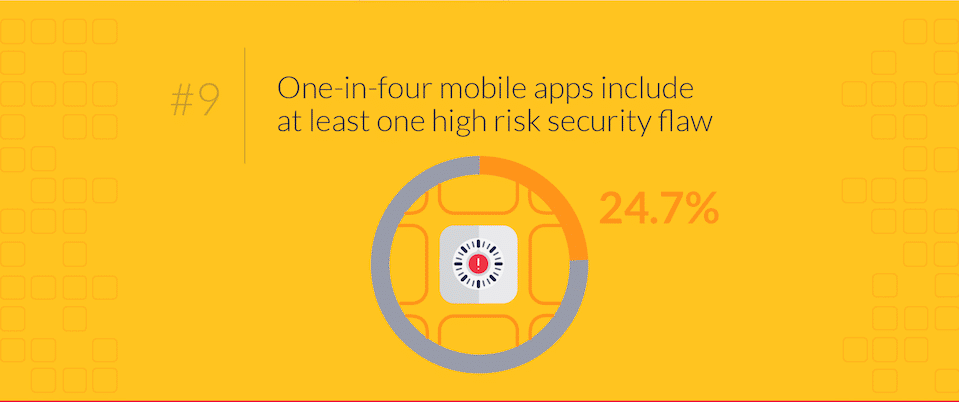 #9
One-in-four mobile apps include
at least one high risk security flaw
24.7%
!